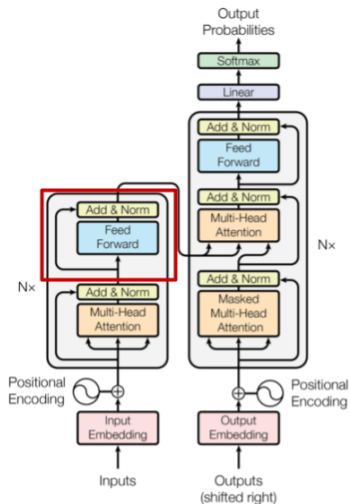 Output
Probabilities
Softmax
Linear
Add & Norm
Feed
Forward
Add & Norm
Multi-Head
Attention
Add & Norm
Masked
Multi-Head
Attention
N×
Positional
Encoding
Output
Embedding
Outputs
(shifted right)
Add & Norm
Feed
Forward
N×
Add & Norm
Multi-Head
Attention
Positional
Encoding
Input
Embedding
Inputs